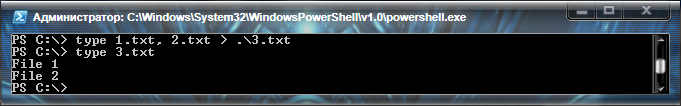 Администратор: C:\Windows\System32\WindowsPowerShell\v1.0\powershell.exe
PS C:\> type 1.txt, 2.txt > .\3.txt
PS C:\> type 3.txt
File 1
File 2
PS C:\>